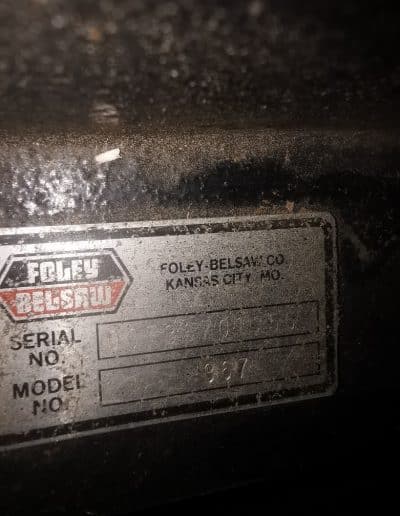 FOLEY
BELSAW
FOLEY-BELSAW CO.
KANSAS CITY, MO.
SERIAL
NO.
MODEL
NO.